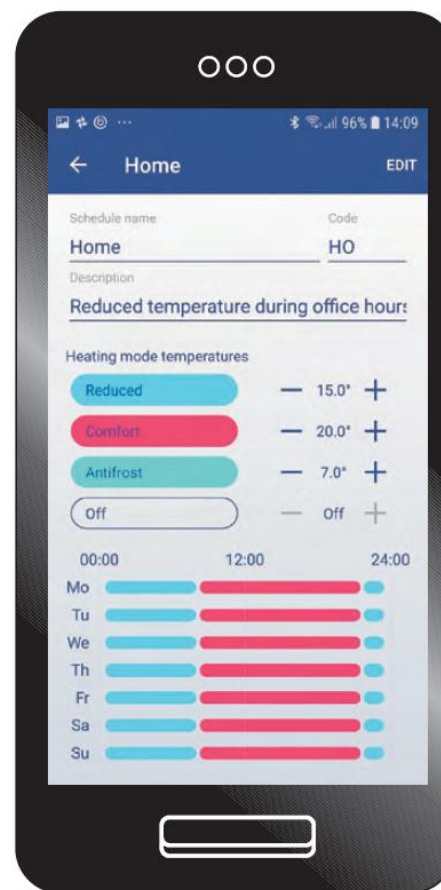 96% 14:09
Home EDIT
Schedule name Code
Home HO
Description
Reduced temperature during office hours
Heating mode temperatures
Reduced — 15.0° +
Comfort — 20.0° +
Antifrost — 7.0° +
Off — Off +
00:00 12:00 24:00
Mo
Tu
We
Th
Fr
Sa
Su